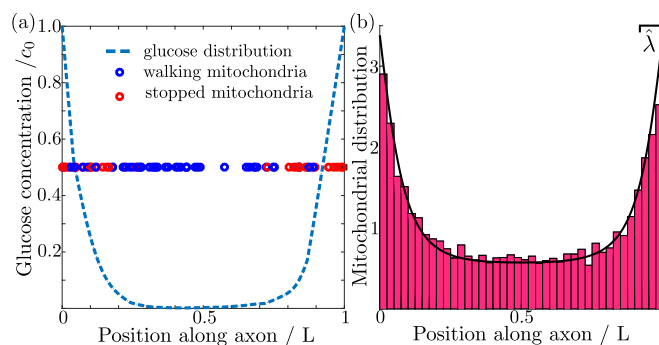 (a)
1.0
0.8
0.6
0.4
0.2
Glucose concentration /c₀
glucose distribution
walking mitochondria
stopped mitochondria
0
0.5
1
Position along axon / L
(b)
λ̂
3
2
1
Mitochondrial distribution
0
0.5
Position along axon / L